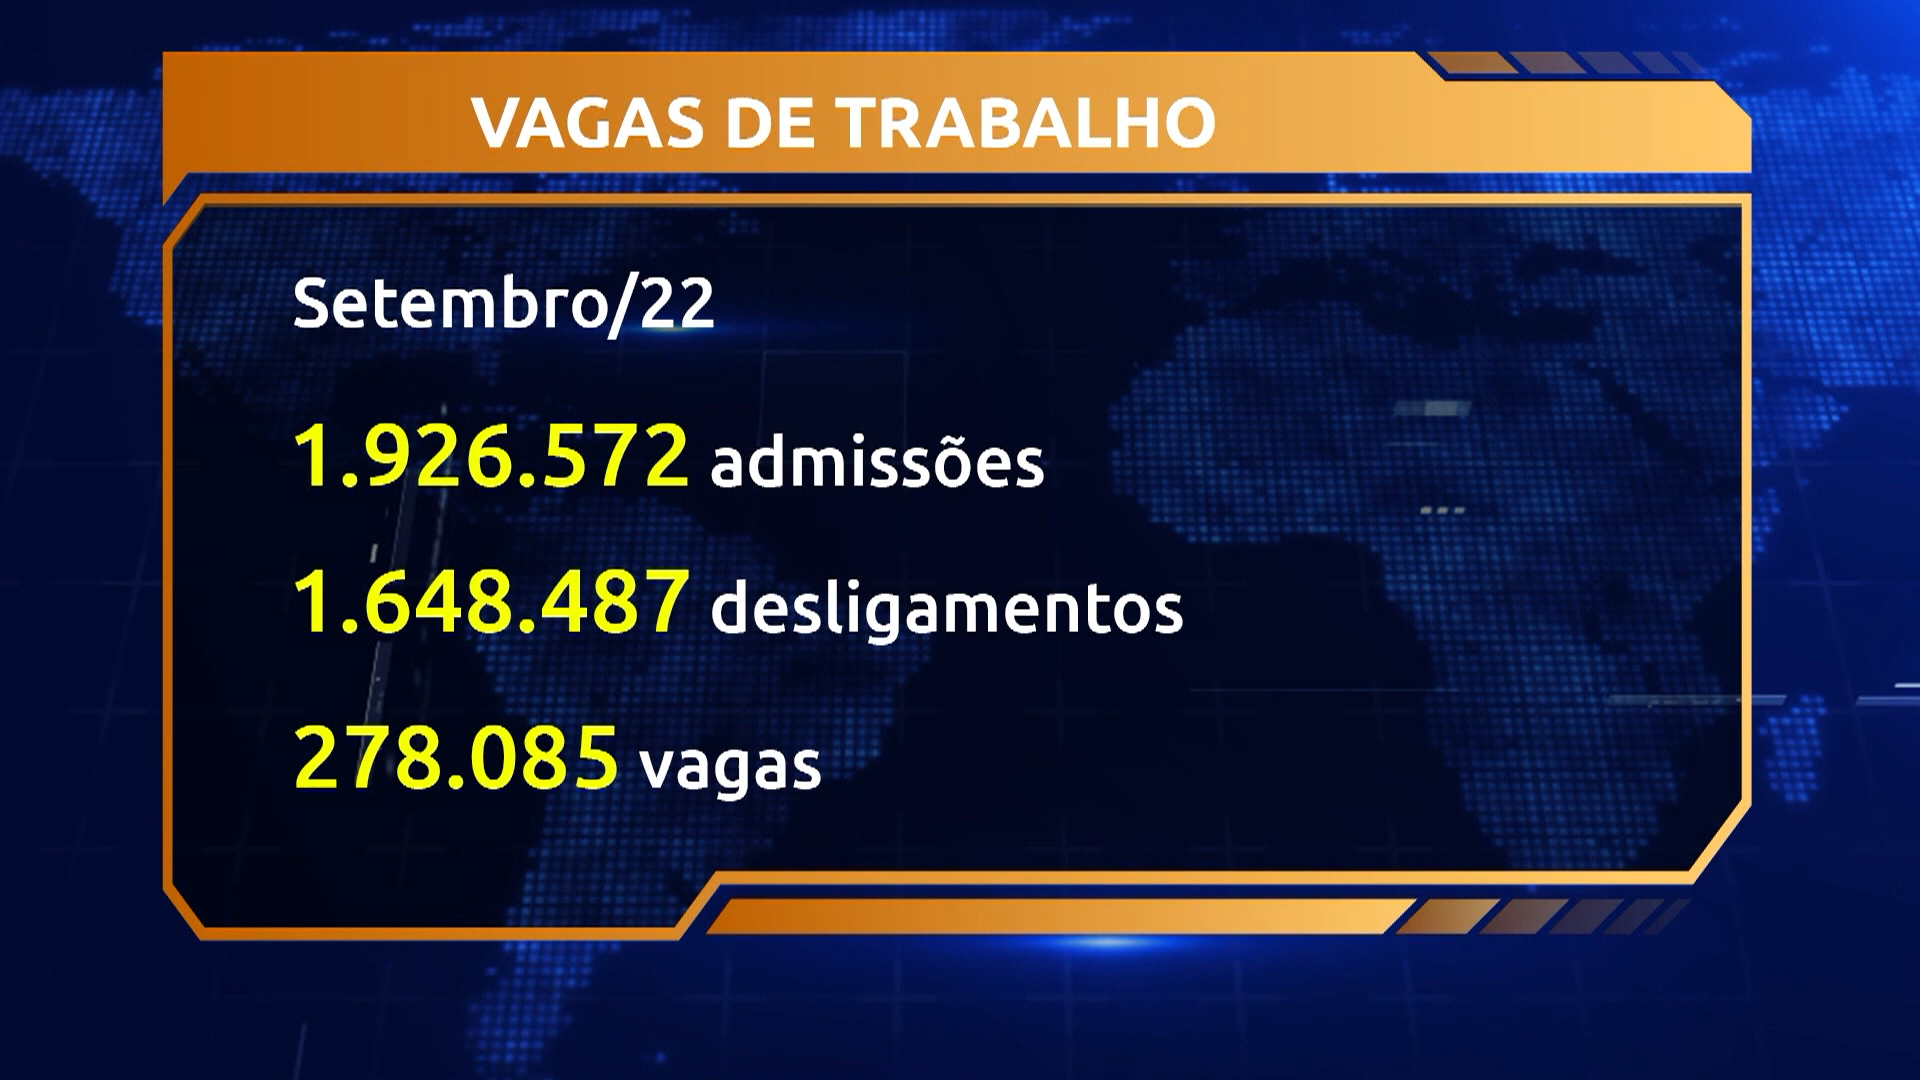 VAGAS DE TRABALHO
Setembro/22
1.926.572 admissões
1.648.487 desligamentos
278.085 vagas